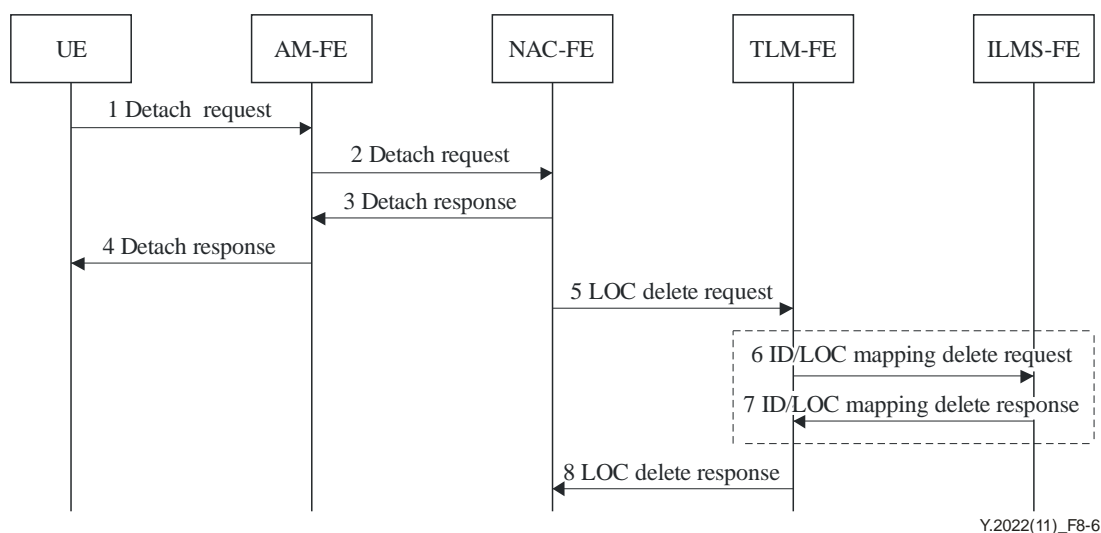 UE
AM-FE
NAC-FE
TLM-FE
ILMS-FE
1 Detach request
2 Detach request
3 Detach response
4 Detach response
5 LOC delete request
6 ID/LOC mapping delete request
7 ID/LOC mapping delete response
8 LOC delete response
Y.2022(11)_F8-6